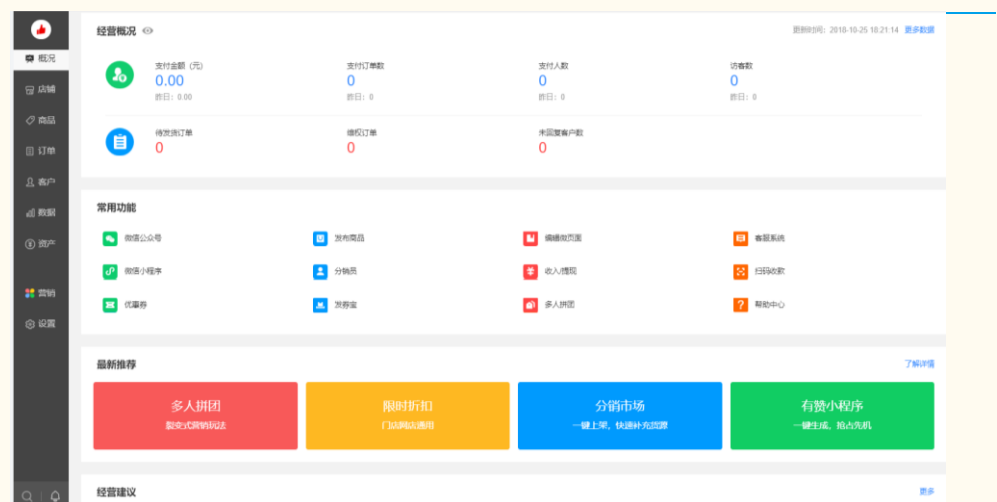 概况
店铺
商品
订单
客户
数据
资产
营销
设置
经营概况
更新时间: 2018-10-25 18:21:14 更多数据
支付金额 (元) 支付订单数 支付人数 访客数
0.00 0 0 0
昨日: 0.00 昨日: 0 昨日: 0 昨日: 0
待发货订单 维权订单 未回复客户数
0 0 0
常用功能
微信公众号 发布商品 编辑微页面 客服系统
微信小程序 分销员 收入/提现 扫码收款
优惠券 发券宝 多人拼团 帮助中心
最新推荐 了解详情
多人拼团 限时折扣 分销市场 有赞小程序
裂变式营销玩法 门店网店通用 一键上架，快速补充货源 一键生成，抢占先机
经营建议 更多